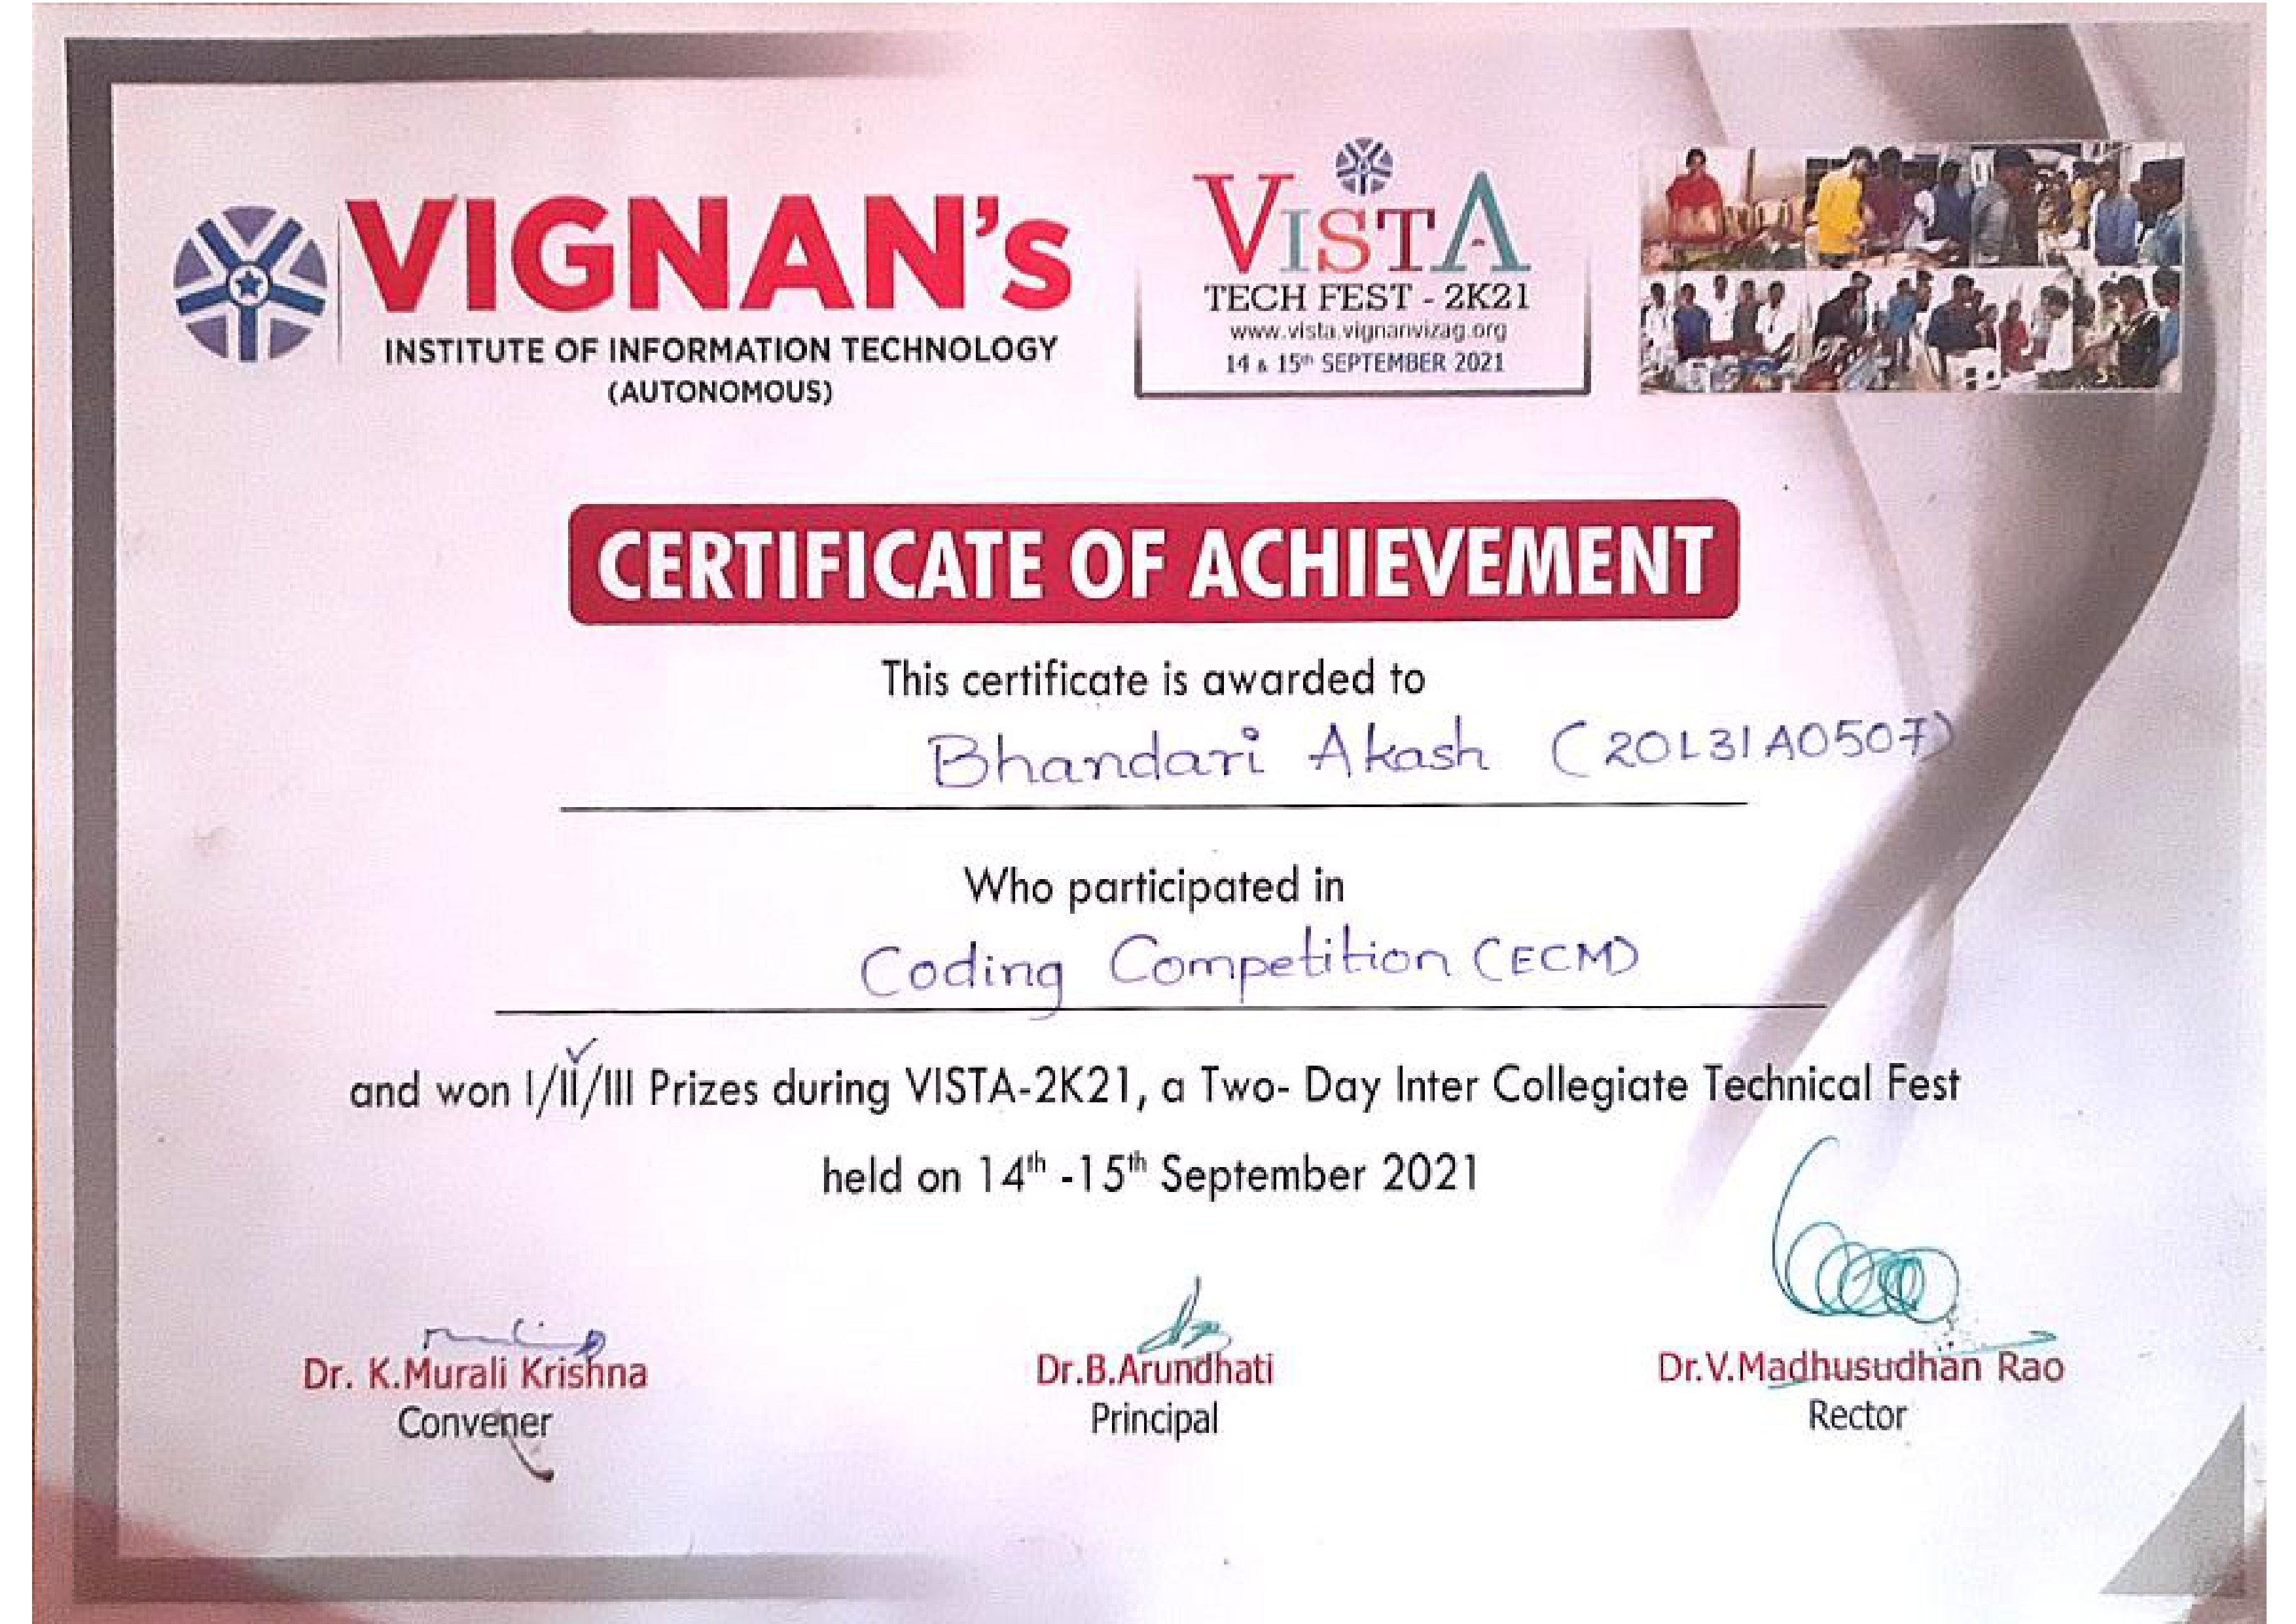 VIGNAN's
INSTITUTE OF INFORMATION TECHNOLOGY
(AUTONOMOUS)
VISTA
TECH FEST - 2K21
www.vista.vignanvizag.org
14 & 15th SEPTEMBER 2021
CERTIFICATE OF ACHIEVEMENT
This certificate is awarded to
Bhandari Akash (20L31A0507)
Who participated in
Coding Competition (ECM)
and won I/II/III Prizes during VISTA-2K21, a Two- Day Inter Collegiate Technical Fest
held on 14th -15th September 2021
Dr. K.Murali Krishna
Convener
Dr.B.Arundhati
Principal
Dr.V.Madhusudhan Rao
Rector